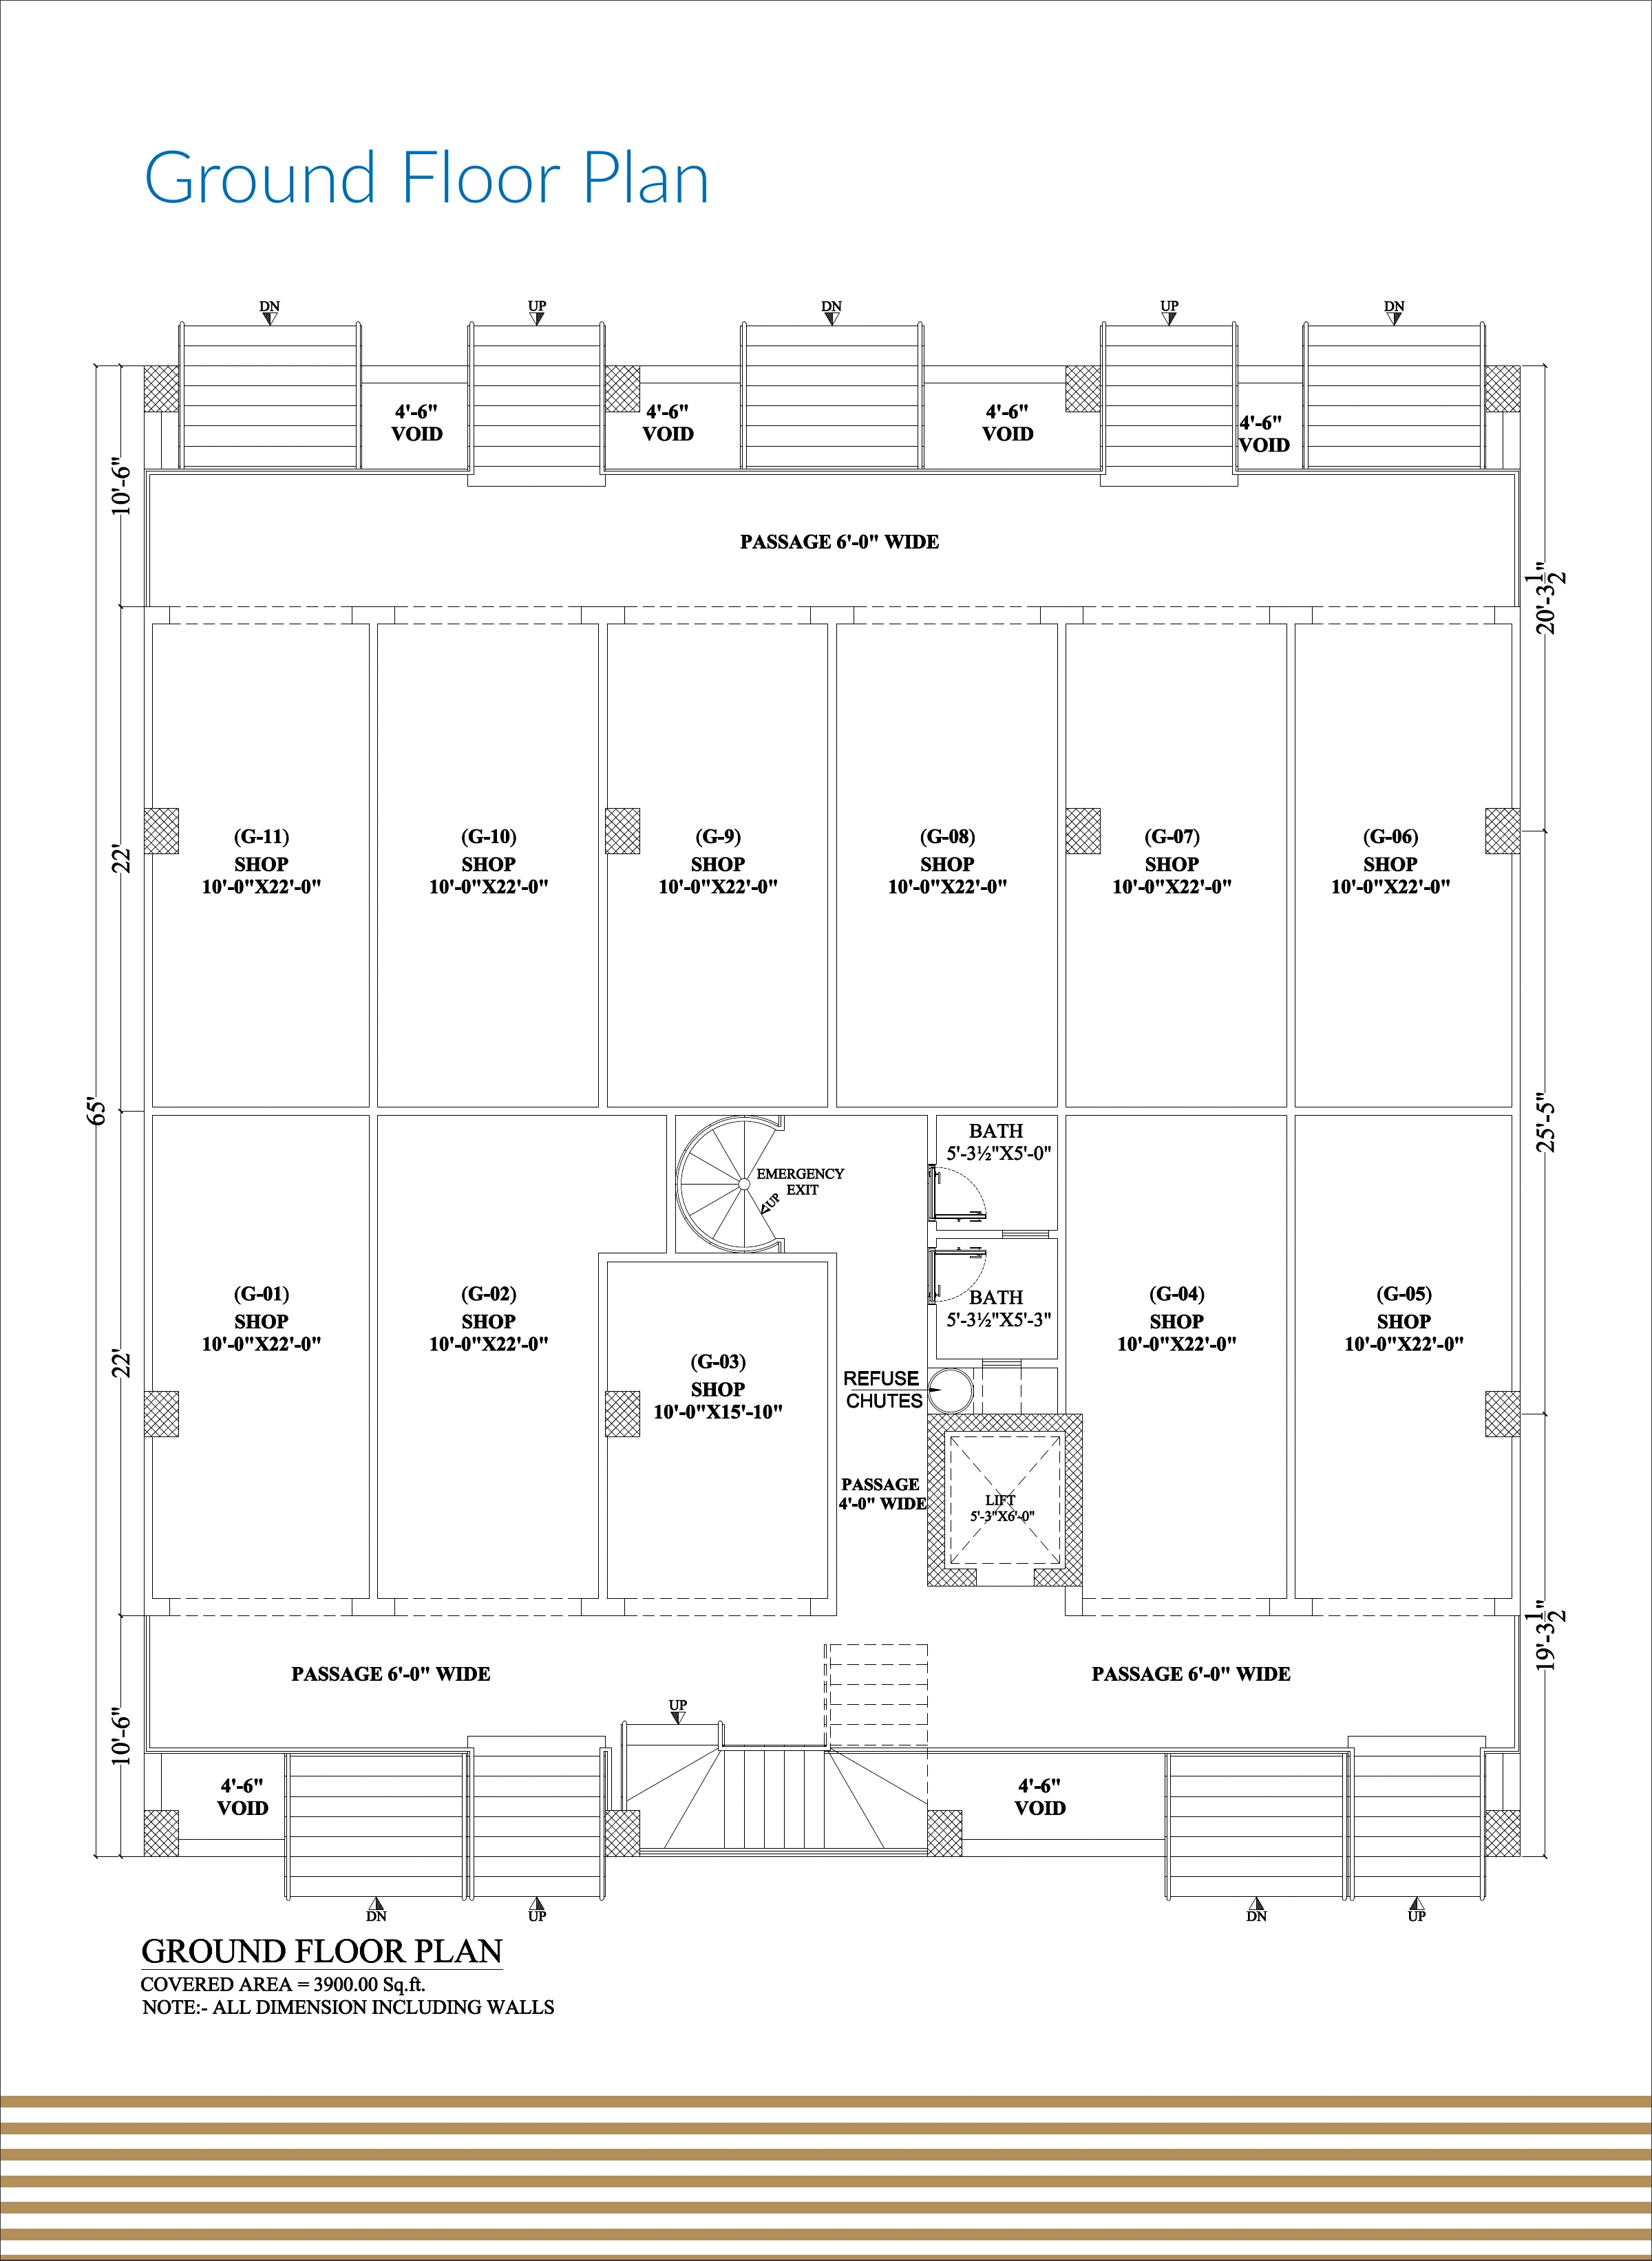 Ground Floor Plan
DN
UP
DN
UP
DN
4'-6"
VOID
4'-6"
VOID
4'-6"
VOID
4'-6"
VOID
10'-6"
PASSAGE 6'-0" WIDE
20'-3 1/2"
(G-11)
SHOP
10'-0"X22'-0"
(G-10)
SHOP
10'-0"X22'-0"
(G-9)
SHOP
10'-0"X22'-0"
(G-08)
SHOP
10'-0"X22'-0"
(G-07)
SHOP
10'-0"X22'-0"
(G-06)
SHOP
10'-0"X22'-0"
22'
65'
25'-5"
EMERGENCY
EXIT
UP
BATH
5'-3½"X5'-0"
BATH
5'-3½"X5'-3"
(G-01)
SHOP
10'-0"X22'-0"
(G-02)
SHOP
10'-0"X22'-0"
(G-03)
SHOP
10'-0"X15'-10"
(G-04)
SHOP
10'-0"X22'-0"
(G-05)
SHOP
10'-0"X22'-0"
22'
REFUSE
CHUTES
PASSAGE
4'-0" WIDE
LIFT
5'-3"X6'-0"
19'-3 1/2"
PASSAGE 6'-0" WIDE
PASSAGE 6'-0" WIDE
UP
10'-6"
4'-6"
VOID
4'-6"
VOID
DN
UP
DN
UP
GROUND FLOOR PLAN
COVERED AREA = 3900.00 Sq.ft.
NOTE:- ALL DIMENSION INCLUDING WALLS